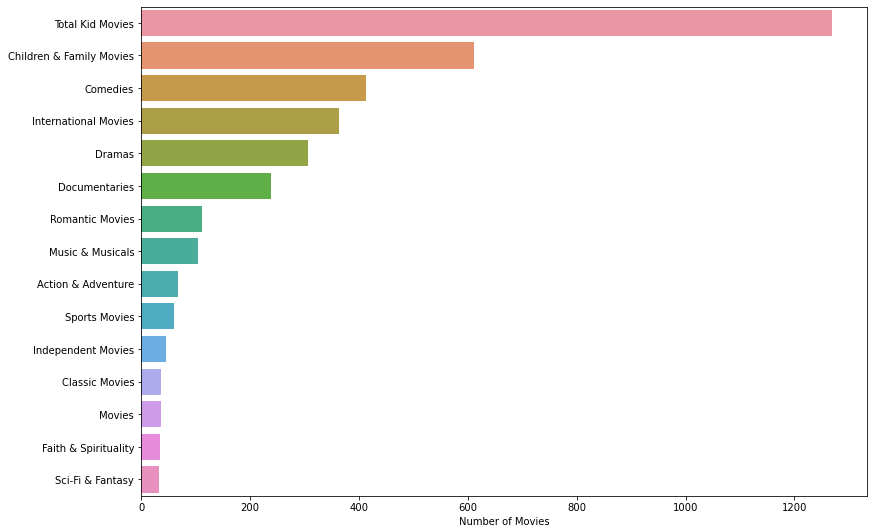 Total Kid Movies
Children & Family Movies
Comedies
International Movies
Dramas
Documentaries
Romantic Movies
Music & Musicals
Action & Adventure
Sports Movies
Independent Movies
Classic Movies
Movies
Faith & Spirituality
Sci-Fi & Fantasy
0 200 400 600 800 1000 1200
Number of Movies